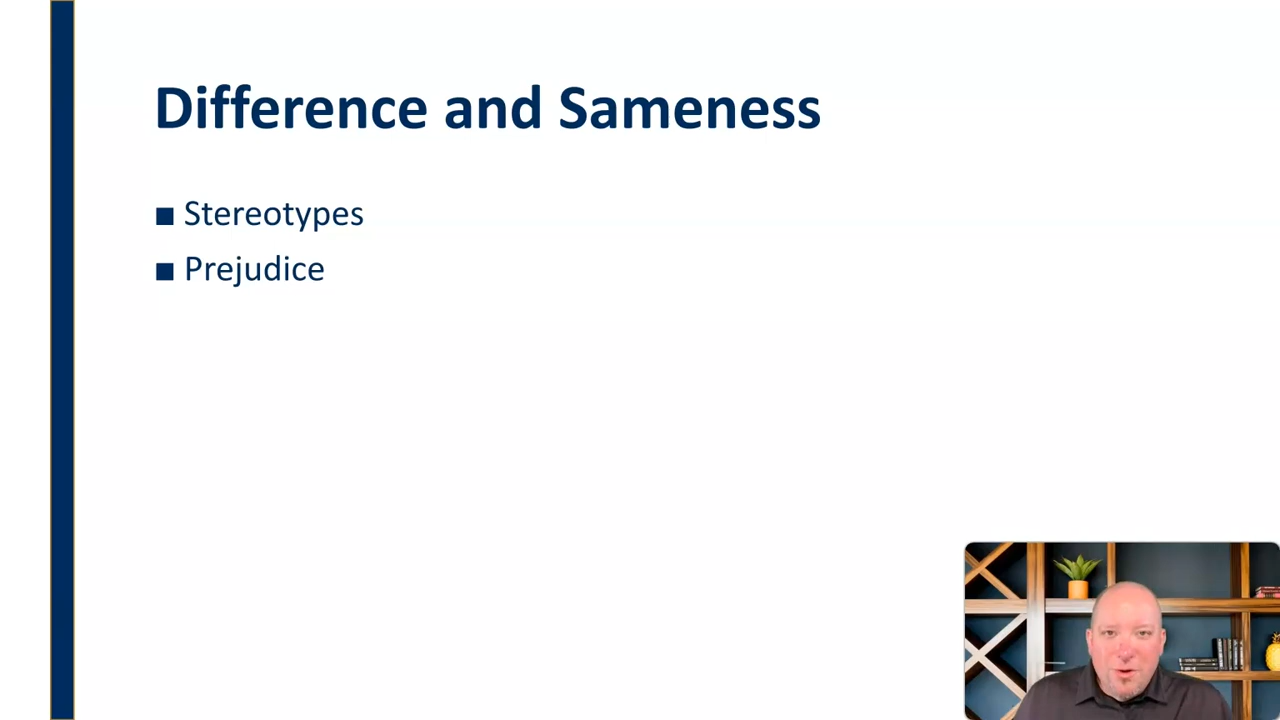 Difference and Sameness
■ Stereotypes
■ Prejudice